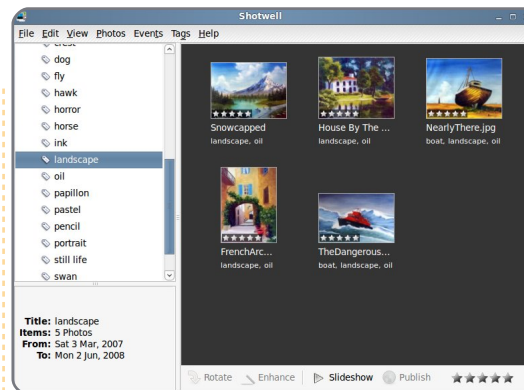 Shotwell
File Edit View Photos Events Tags Help
crest
dog
fly
hawk
horror
horse
ink
landscape
oil
papillon
pastel
pencil
portrait
still life
swan
Snowcapped
landscape, oil
House By The ...
landscape, oil
NearlyThere.jpg
boat, landscape, oil
FrenchArc...
landscape, oil
TheDangerous...
boat, landscape, oil
Title: landscape
Items: 5 Photos
From: Sat 3 Mar, 2007
To: Mon 2 Jun, 2008
Rotate Enhance Slideshow Publish